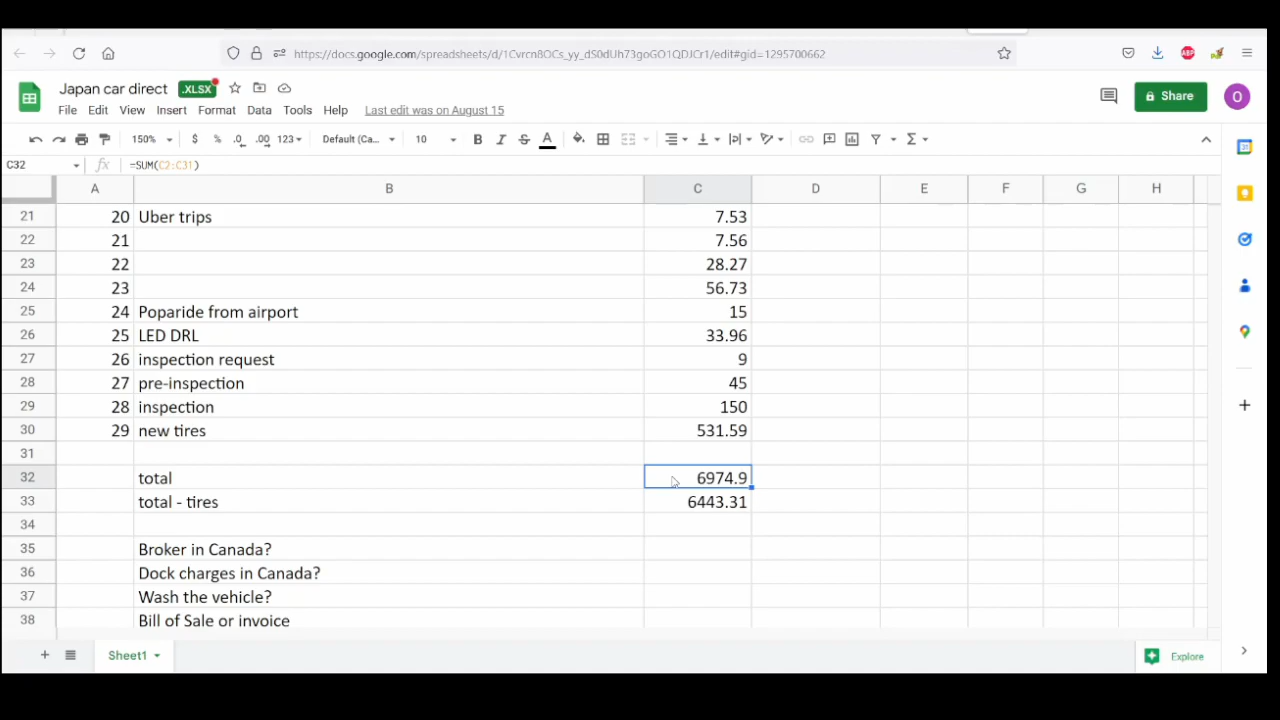 https://docs.google.com/spreadsheets/d/1Cvrcn8OCs_yy_dS0dUh73goGO1QDJCr1/edit#gid=1295700662
ABP
Japan car direct .XLSX
File Edit View Insert Format Data Tools Help Last edit was on August 15
Share
O
150% $ % .0 .00 123 Default (Ca... 10 B I S A
C32 fx =SUM(C2:C31)
A B C D E F G H
21 20 Uber trips 7.53
22 21 7.56
23 22 28.27
24 23 56.73
25 24 Poparide from airport 15
26 25 LED DRL 33.96
27 26 inspection request 9
28 27 pre-inspection 45
29 28 inspection 150
30 29 new tires 531.59
31
32 total 6974.9
33 total - tires 6443.31
34
35 Broker in Canada?
36 Dock charges in Canada?
37 Wash the vehicle?
38 Bill of Sale or invoice
Sheet1
Explore